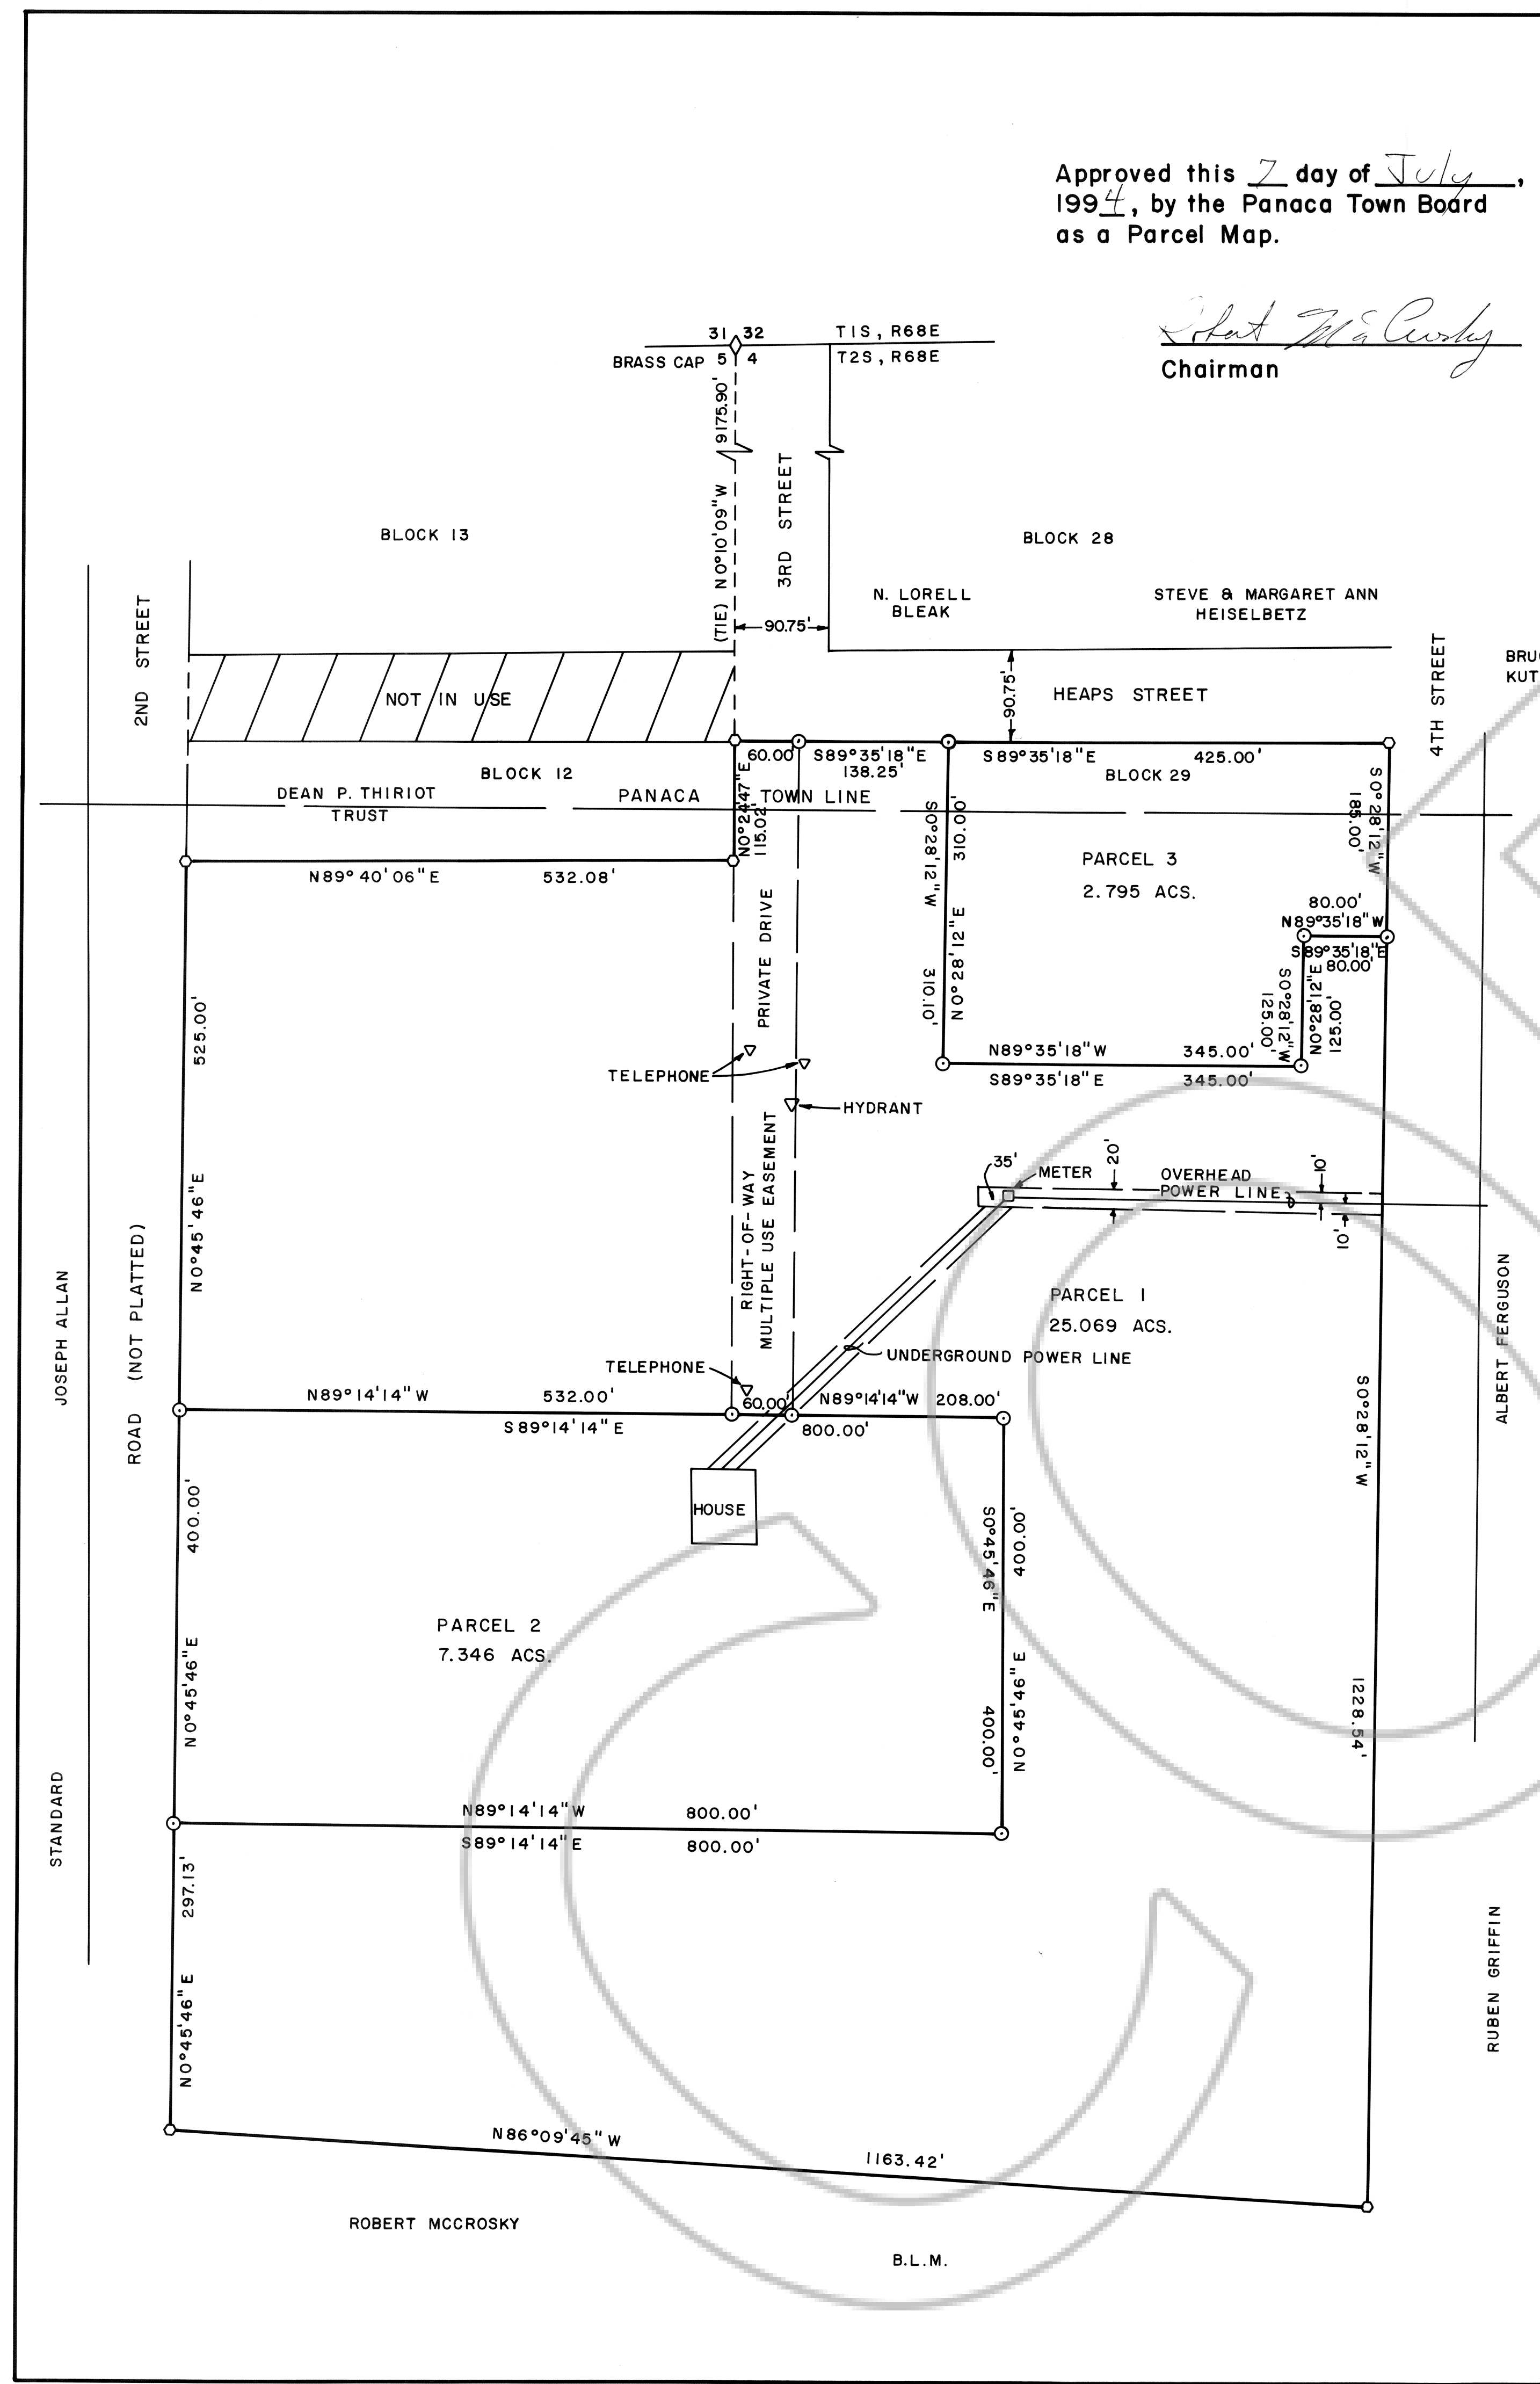 Approved this 7 day of July,
1994, by the Panaca Town Board
as a Parcel Map.
Robert McCrosky
Chairman
31 32
T1S, R68E
BRASS CAP 5 4
T2S, R68E
(TIE) N0°10'09"W 9175.90'
3RD STREET
90.75'
BLOCK 13
BLOCK 28
2ND STREET
N. LORELL
BLEAK
STEVE & MARGARET ANN
HEISELBETZ
4TH STREET
BRU
KUT
NOT IN USE
90.75'
HEAPS STREET
60.00'
S89°35'18"E
138.25'
S89°35'18"E
425.00'
BLOCK 12
BLOCK 29
DEAN P. THIRIOT
TRUST
PANACA TOWN LINE
N0°24'47"E
115.02'
S0°28'12"W
310.10'
310.00'
N0°28'12"E
S0°28'12"W
185.00'
PARCEL 3
2.795 ACS.
N89°40'06"E 532.08'
80.00'
N89°35'18"W
S89°35'18"E
80.00'
S0°28'12"W
125.00'
N0°28'12"E
125.00'
N89°35'18"W 345.00'
S89°35'18"E 345.00'
PRIVATE DRIVE
525.00'
N0°45'46"E
TELEPHONE
HYDRANT
RIGHT-OF-WAY
MULTIPLE USE EASEMENT
35'
METER
20'
OVERHEAD
POWER LINE
10'
10'
PARCEL 1
25.069 ACS.
UNDERGROUND POWER LINE
JOSEPH ALLAN
ROAD (NOT PLATTED)
ALBERT FERGUSON
TELEPHONE
N89°14'14"W 532.00'
60.00'
N89°14'14"W 208.00'
S89°14'14"E
800.00'
HOUSE
400.00'
N0°45'46"E
S0°45'46"E
400.00'
400.00'
N0°45'46"E
S0°28'12"W
1228.54'
PARCEL 2
7.346 ACS.
N89°14'14"W 800.00'
S89°14'14"E 800.00'
STANDARD
297.13'
N0°45'46"E
RUBEN GRIFFIN
N86°09'45"W
1163.42'
ROBERT MCCROSKY
B.L.M.